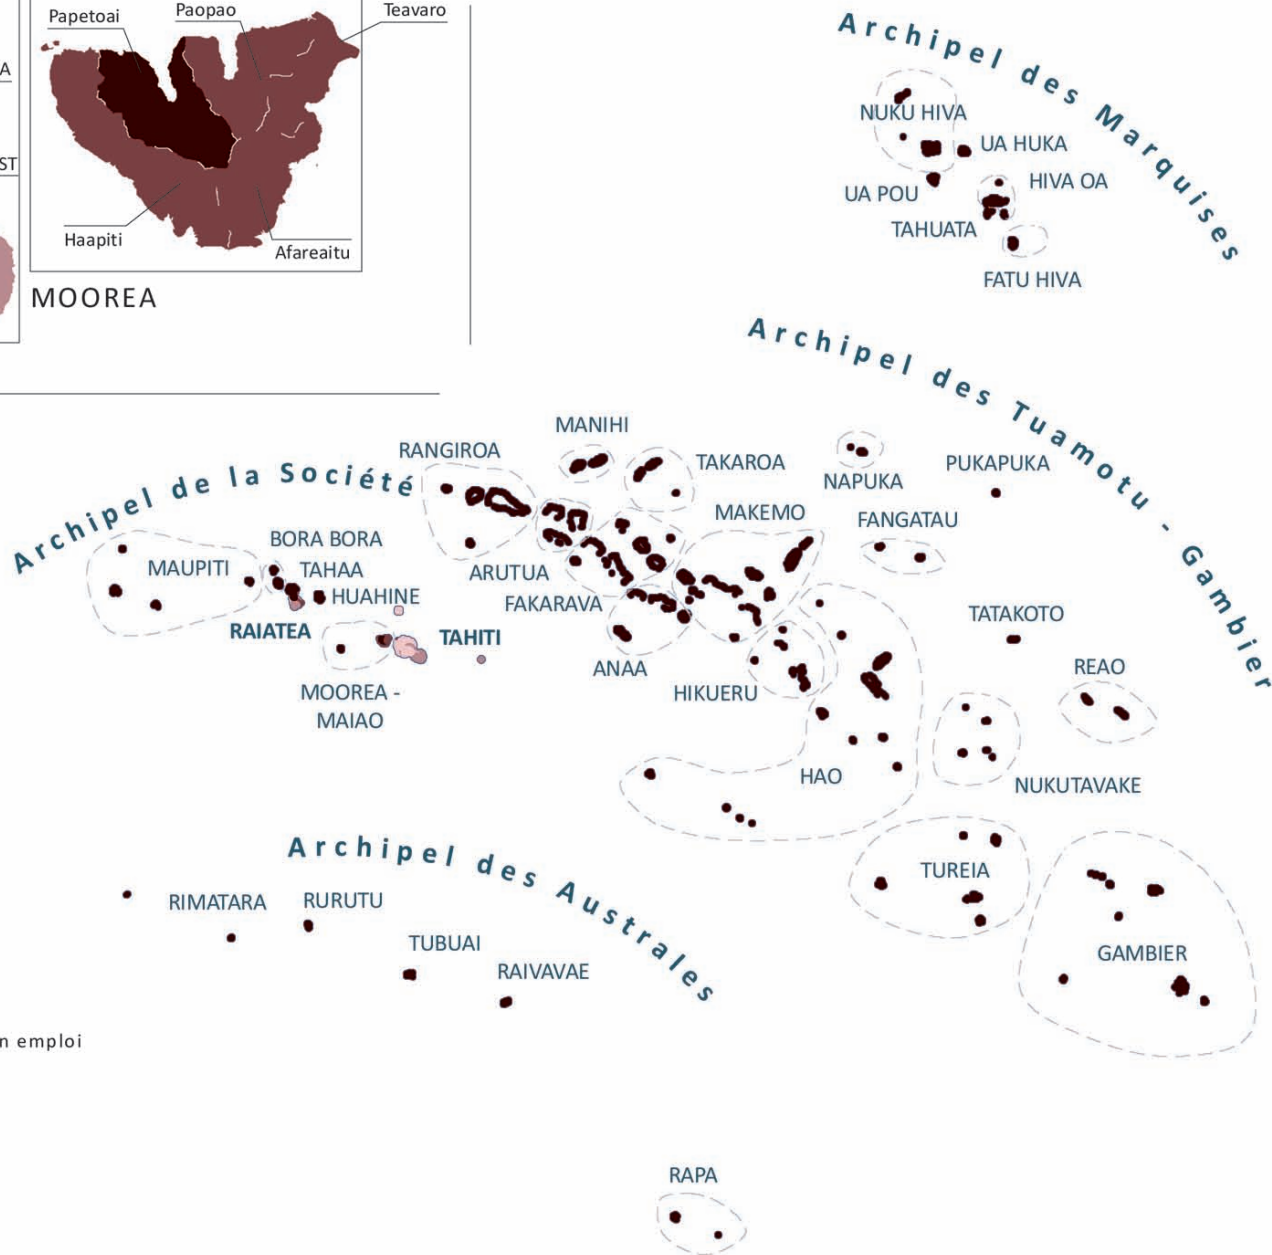 Papetoai
Paopao
Teavaro
A
ST
Haapiti
Afareaitu
MOOREA
Archipel des Marquises
NUKU HIVA
UA HUKA
HIVA OA
UA POU
TAHUATA
FATU HIVA
Archipel des Tuamotu - Gambier
MANIHI
RANGIROA
TAKAROA
NAPUKA
PUKAPUKA
Archipel de la Société
MAKEMO
FANGATAU
BORA BORA
MAUPITI
TAHAA
ARUTUA
HUAHINE
FAKARAVA
TATAKOTO
RAIATEA
TAHITI
ANAA
REAO
HIKUERU
MOOREA -
MAIAO
HAO
NUKUTAVAKE
Archipel des Australes
TUREIA
RIMATARA
RURUTU
TUBUAI
GAMBIER
RAIVAVAE
n emploi
RAPA